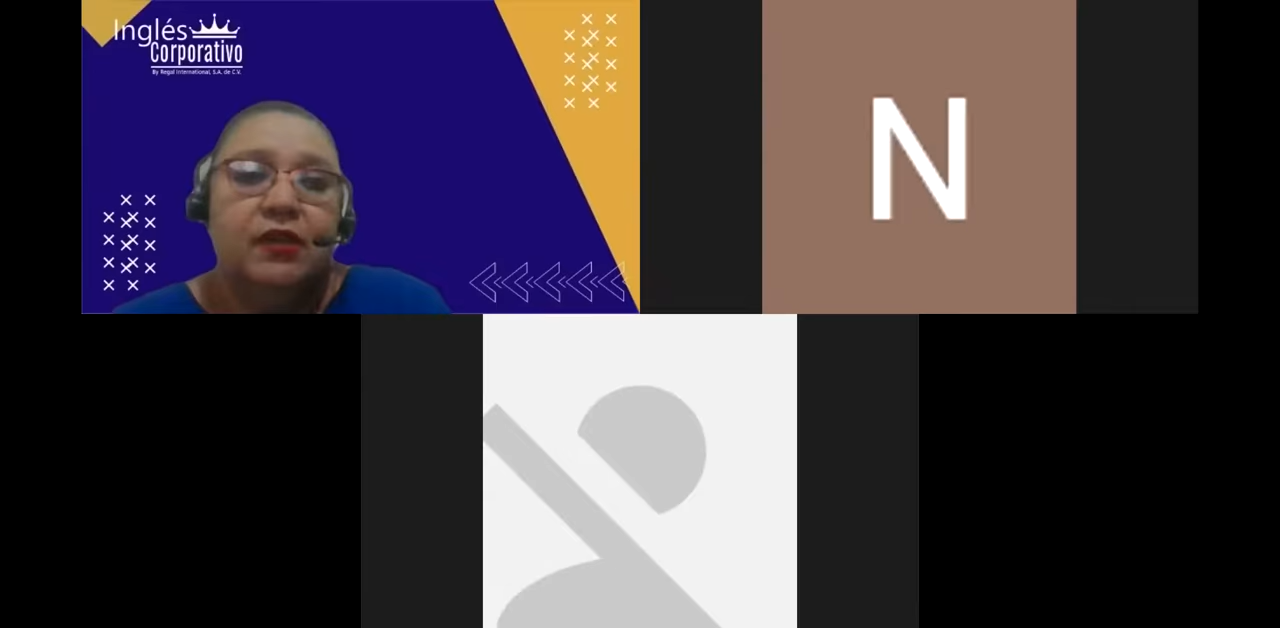 Inglés
Corporativo
By Regal International, S.A. de C.V.
N